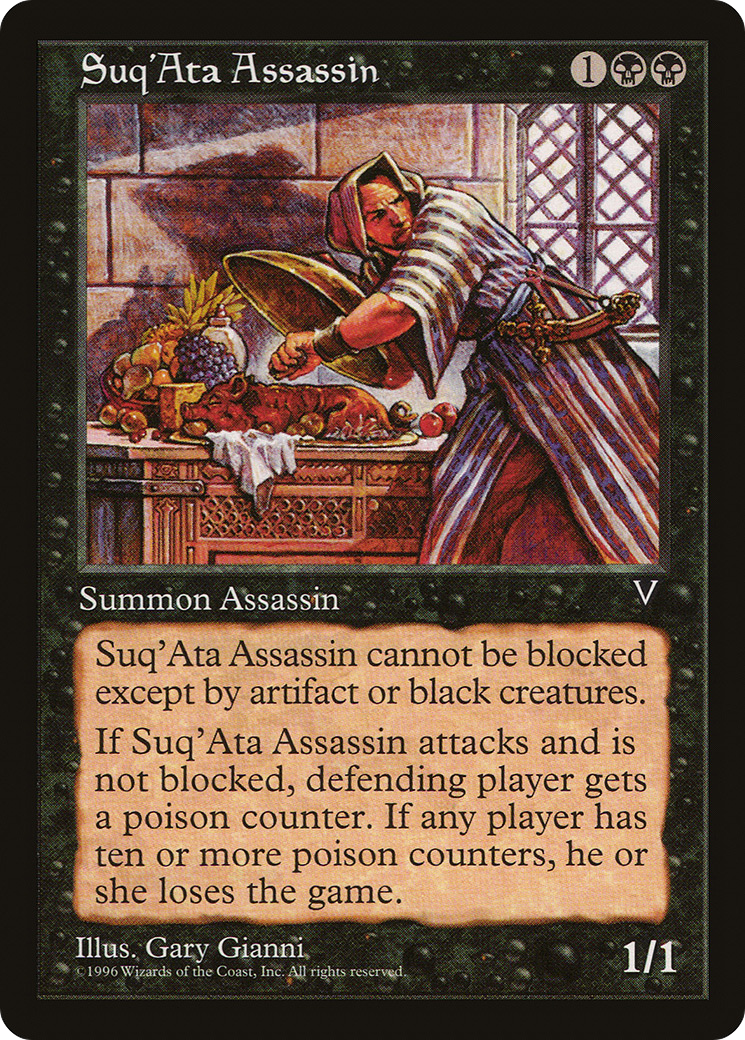 Suq'Ata Assassin 1
Summon Assassin V
Suq'Ata Assassin cannot be blocked
except by artifact or black creatures.
If Suq'Ata Assassin attacks and is
not blocked, defending player gets
a poison counter. If any player has
ten or more poison counters, he or
she loses the game.
Illus. Gary Gianni
©1996 Wizards of the Coast, Inc. All rights reserved.
1/1